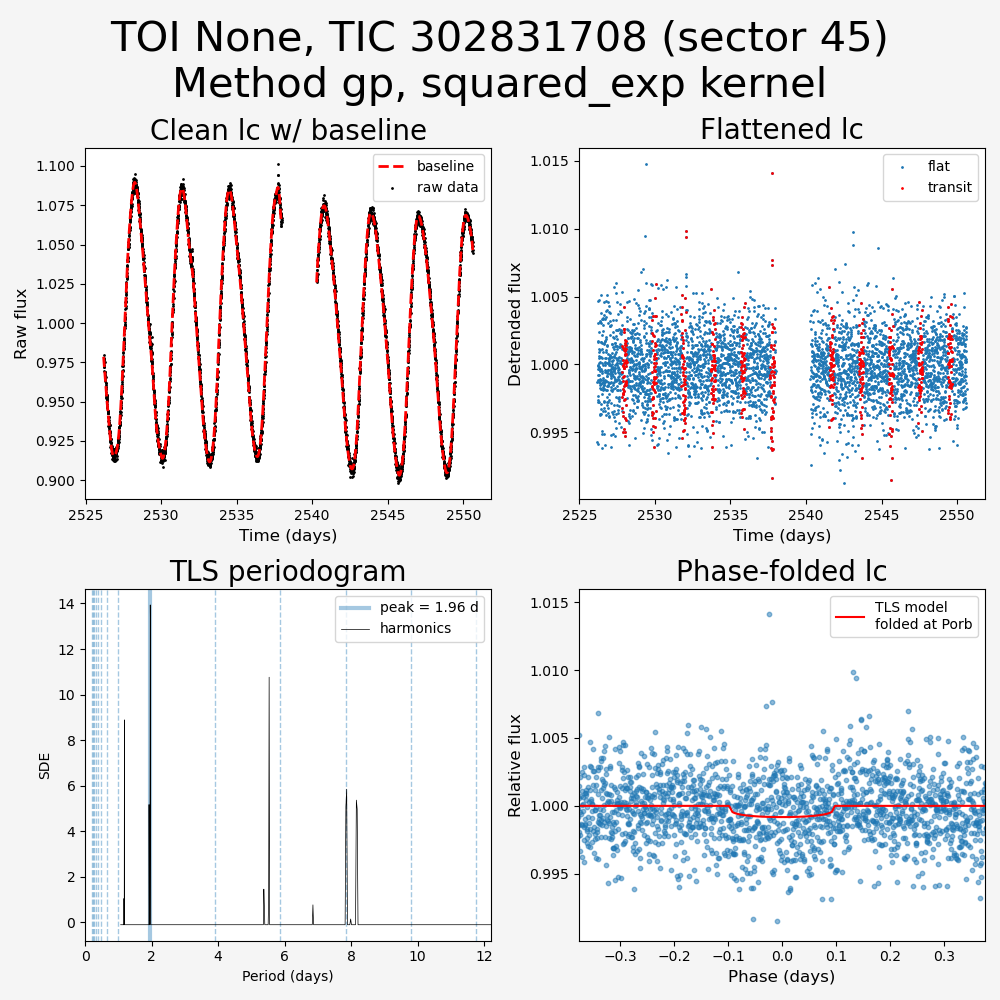 TOI None, TIC 302831708 (sector 45)
Method gp, squared_exp kernel
Clean lc w/ baseline
1.100
1.075
1.050
1.025
1.000
0.975
0.950
0.925
0.900
Raw flux
baseline
raw data
2525
2530
2535
2540
2545
2550
Time (days)
Flattened lc
1.015
1.010
1.005
1.000
0.995
Detrended flux
flat
transit
2525
2530
2535
2540
2545
2550
Time (days)
TLS periodogram
14
12
10
8
6
4
2
0
SDE
peak = 1.96 d
harmonics
0
2
4
6
8
10
12
Period (days)
Phase-folded lc
1.015
1.010
1.005
1.000
0.995
Relative flux
TLS model
folded at Porb
−0.3
−0.2
−0.1
0.0
0.1
0.2
0.3
Phase (days)